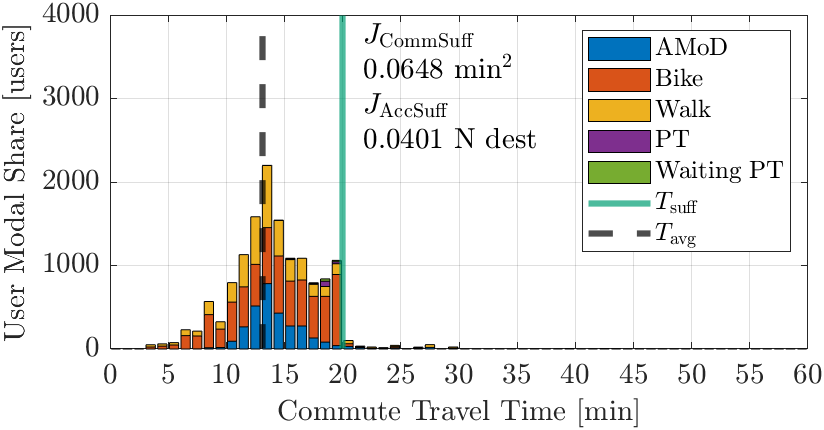 4000
3000
2000
1000
0
User Modal Share [users]
J_CommSuff
0.0648 min²
J_AccSuff
0.0401 N dest
AMoD
Bike
Walk
PT
Waiting PT
T_suff
T_avg
0 5 10 15 20 25 30 35 40 45 50 55 60
Commute Travel Time [min]